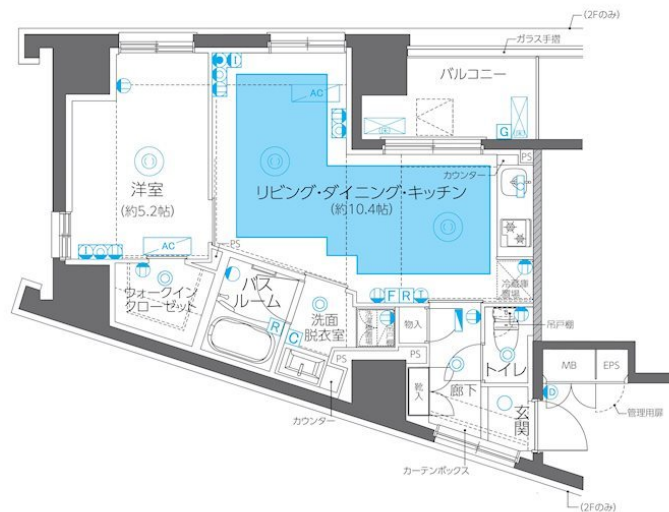 (2Fのみ)
ガラス手摺
バルコニー
I
AC
G
カウンター
PS
洋室
(約5.2帖)
リビング・ダイニング・キッチン
(約10.4帖)
I
AC
PS
F R I
冷蔵庫
置場
ウォークイン
クローゼット
バス
ルーム
R
C
洗面
脱衣室
物入
吊戸棚
PS
PS
トイレ
MB
EPS
靴入
廊下
玄関
D
管理用扉
カウンター
カーテンボックス
(2Fのみ)